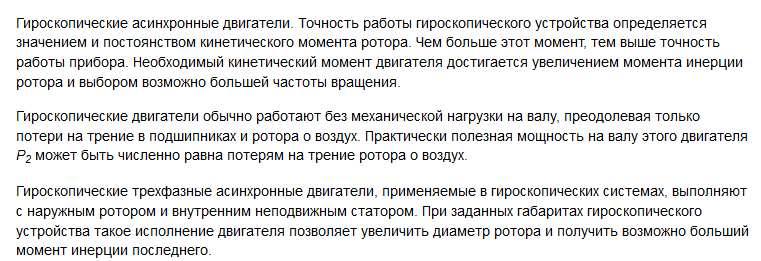 Гироскопические асинхронные двигатели. Точность работы гироскопического устройства определяется
значением и постоянством кинетического момента ротора. Чем больше этот момент, тем выше точность
работы прибора. Необходимый кинетический момент двигателя достигается увеличением момента инерции
ротора и выбором возможно большей частоты вращения.
Гироскопические двигатели обычно работают без механической нагрузки на валу, преодолевая только
потери на трение в подшипниках и ротора о воздух. Практически полезная мощность на валу этого двигателя
P2 может быть численно равна потерям на трение ротора о воздух.
Гироскопические трехфазные асинхронные двигатели, применяемые в гироскопических системах, выполняют
с наружным ротором и внутренним неподвижным статором. При заданных габаритах гироскопического
устройства такое исполнение двигателя позволяет увеличить диаметр ротора и получить возможно больший
момент инерции последнего.